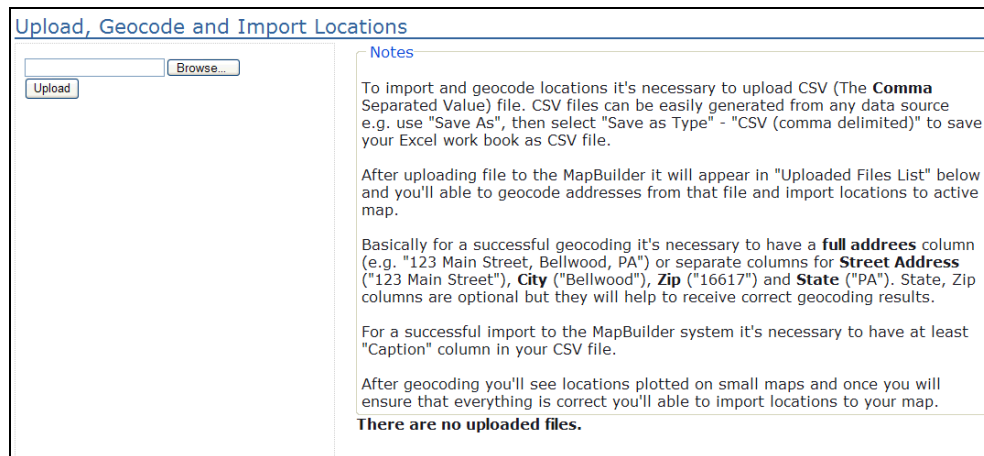 Upload, Geocode and Import Locations
Browse...
Upload
Notes
To import and geocode locations it's necessary to upload CSV (The Comma
Separated Value) file. CSV files can be easily generated from any data source
e.g. use "Save As", then select "Save as Type" - "CSV (comma delimited)" to save
your Excel work book as CSV file.
After uploading file to the MapBuilder it will appear in "Uploaded Files List" below
and you'll able to geocode addresses from that file and import locations to active
map.
Basically for a successful geocoding it's necessary to have a full addrees column
(e.g. "123 Main Street, Bellwood, PA") or separate columns for Street Address
("123 Main Street"), City ("Bellwood"), Zip ("16617") and State ("PA"). State, Zip
columns are optional but they will help to receive correct geocoding results.
For a successful import to the MapBuilder system it's necessary to have at least
"Caption" column in your CSV file.
After geocoding you'll see locations plotted on small maps and once you will
ensure that everything is correct you'll able to import locations to your map.
There are no uploaded files.